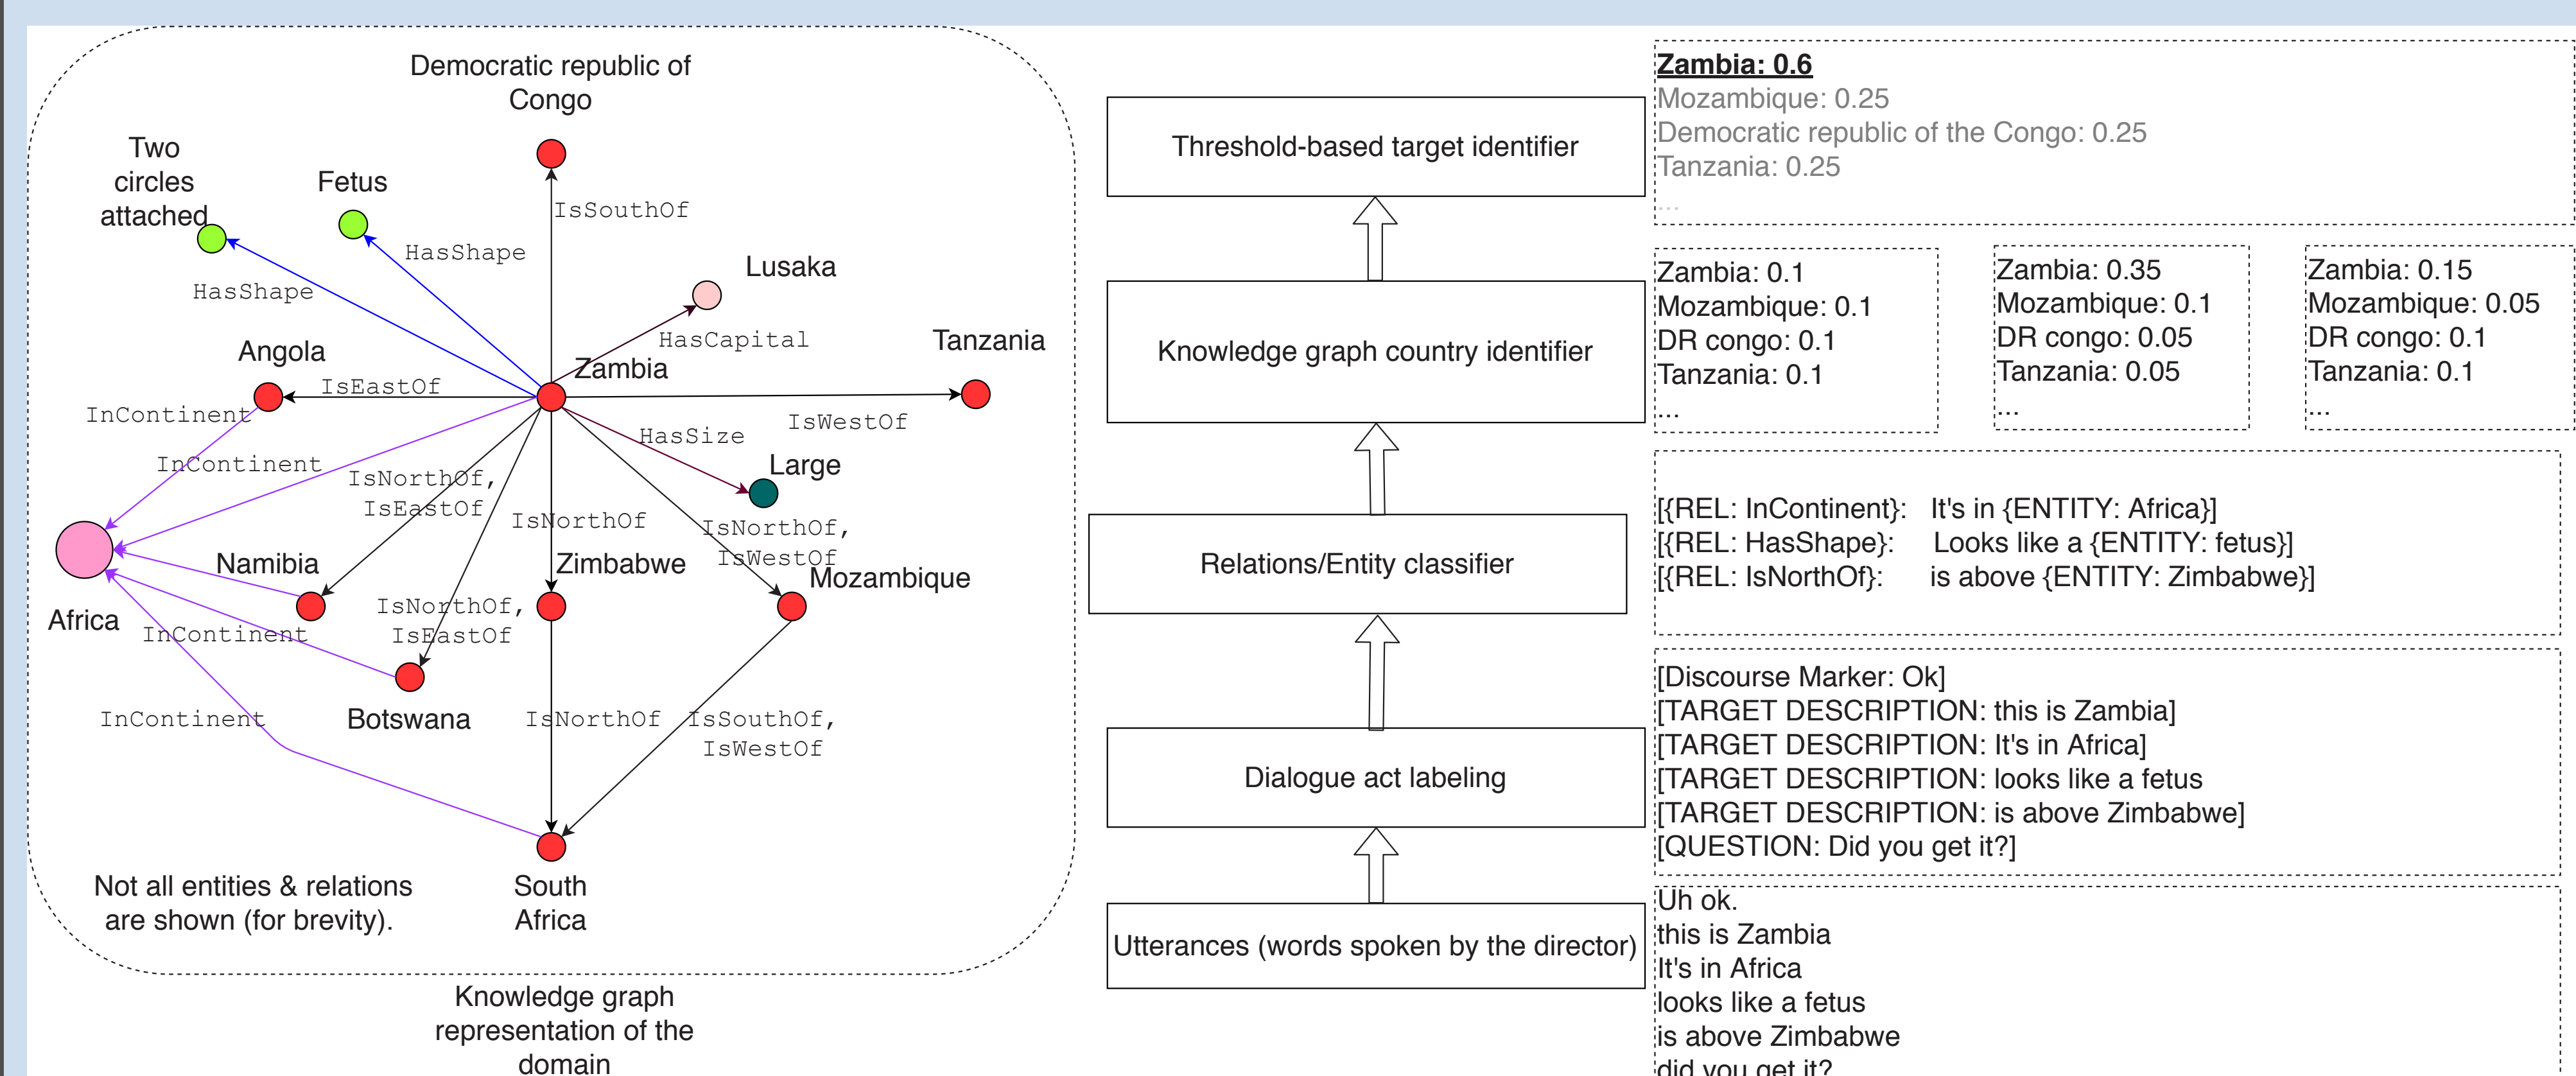 Democratic republic of
Congo
Two
circles
attached
Fetus
IsSouthOf
HasShape
Lusaka
HasShape
HasCapital
Tanzania
Angola
Zambia
IsEastOf
InContinent
IsWestOf
HasSize
InContinent
Large
IsNorthOf,
IsEastOf
IsNorthOf
IsNorthOf,
IsWestOf
Namibia
Zimbabwe
Mozambique
Africa
IsNorthOf,
IsEastOf
InContinent
Botswana
InContinent
IsNorthOf
IsSouthOf,
IsWestOf
Not all entities & relations
are shown (for brevity).
South
Africa
Knowledge graph
representation of the
domain
Threshold-based target identifier
Knowledge graph country identifier
Relations/Entity classifier
Dialogue act labeling
Utterances (words spoken by the director)
Zambia: 0.6
Mozambique: 0.25
Democratic republic of the Congo: 0.25
Tanzania: 0.25
...
Zambia: 0.1
Mozambique: 0.1
DR congo: 0.1
Tanzania: 0.1
...
Zambia: 0.35
Mozambique: 0.1
DR congo: 0.05
Tanzania: 0.05
...
Zambia: 0.15
Mozambique: 0.05
DR congo: 0.1
Tanzania: 0.1
...
[{REL: InContinent}: It's in {ENTITY: Africa}]
[{REL: HasShape}: Looks like a {ENTITY: fetus}]
[{REL: IsNorthOf}: is above {ENTITY: Zimbabwe}]
[Discourse Marker: Ok]
[TARGET DESCRIPTION: this is Zambia]
[TARGET DESCRIPTION: It's in Africa]
[TARGET DESCRIPTION: looks like a fetus
[TARGET DESCRIPTION: is above Zimbabwe]
[QUESTION: Did you get it?]
Uh ok.
this is Zambia
It's in Africa
looks like a fetus
is above Zimbabwe
did you get it?